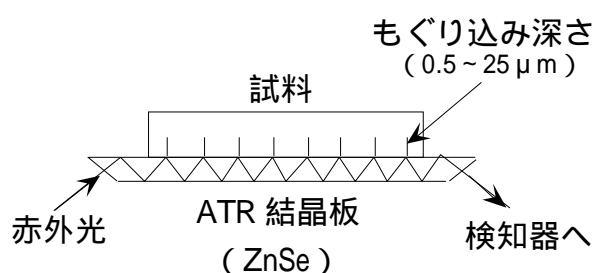 もぐり込み深さ
(0.5~25μm)
試料
赤外光
ATR 結晶板
(ZnSe)
検知器へ